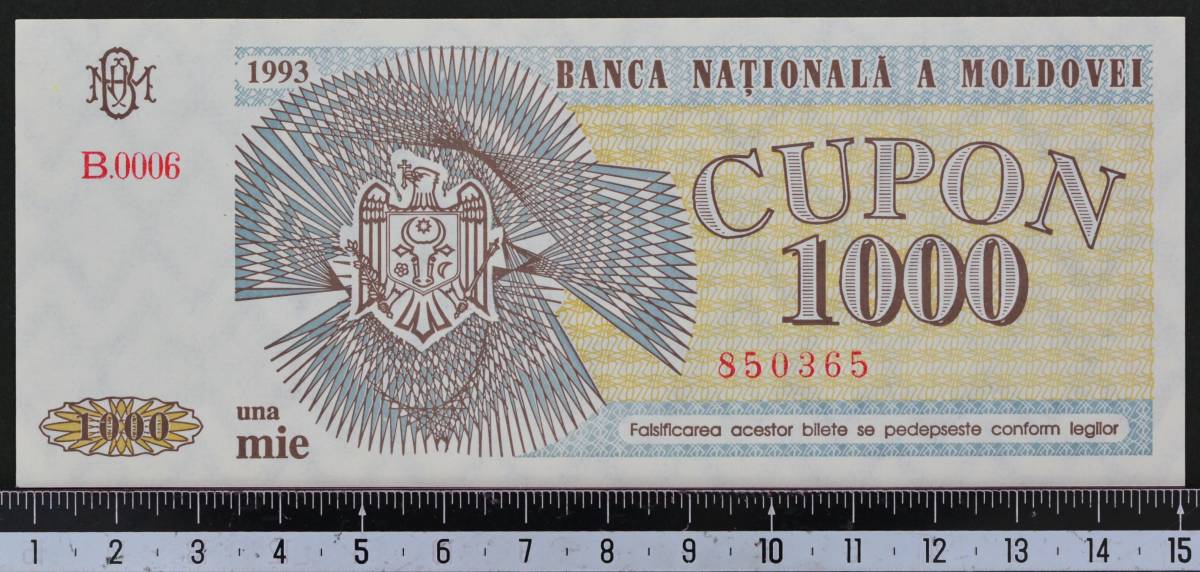 1993
BANCA NAȚIONALĂ A MOLDOVEI
B.0006
CUPON
1000
850365
1000
una
mie
Falsificarea acestor bilete se pedepseste conform legilor
1 2 3 4 5 6 7 8 9 10 11 12 13 14 15